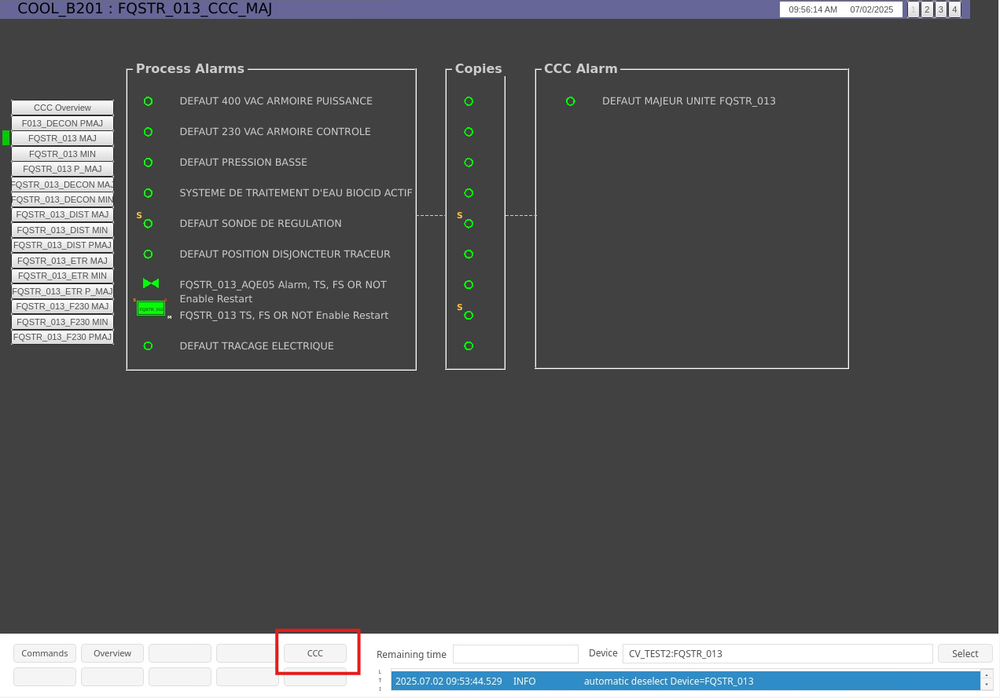 COOL_B201 : FQSTR_013_CCC_MAJ
09:56:14 AM 07/02/2025 1 2 3 4
Process Alarms
DEFAUT 400 VAC ARMOIRE PUISSANCE
DEFAUT 230 VAC ARMOIRE CONTROLE
DEFAUT PRESSION BASSE
SYSTEME DE TRAITEMENT D'EAU BIOCID ACTIF
S
DEFAUT SONDE DE REGULATION
DEFAUT POSITION DISJONCTEUR TRACEUR
FQSTR_013_AQE05 Alarm, TS, FS OR NOT
Enable Restart
FQSTR_013
M
FQSTR_013 TS, FS OR NOT Enable Restart
DEFAUT TRACAGE ELECTRIQUE
Copies
S
S
CCC Alarm
DEFAUT MAJEUR UNITE FQSTR_013
CCC Overview
F013_DECON PMAJ
FQSTR_013 MAJ
FQSTR_013 MIN
FQSTR_013 P_MAJ
FQSTR_013_DECON MAJ
FQSTR_013_DECON MIN
FQSTR_013_DIST MAJ
FQSTR_013_DIST MIN
FQSTR_013_DIST PMAJ
FQSTR_013_ETR MAJ
FQSTR_013_ETR MIN
FQSTR_013_ETR P_MAJ
FQSTR_013_F230 MAJ
FQSTR_013_F230 MIN
FQSTR_013_F230 PMAJ
Commands Overview CCC
Remaining time
Device CV_TEST2:FQSTR_013 Select
L
T
I
2025.07.02 09:53:44.529 INFO automatic deselect Device=FQSTR_013